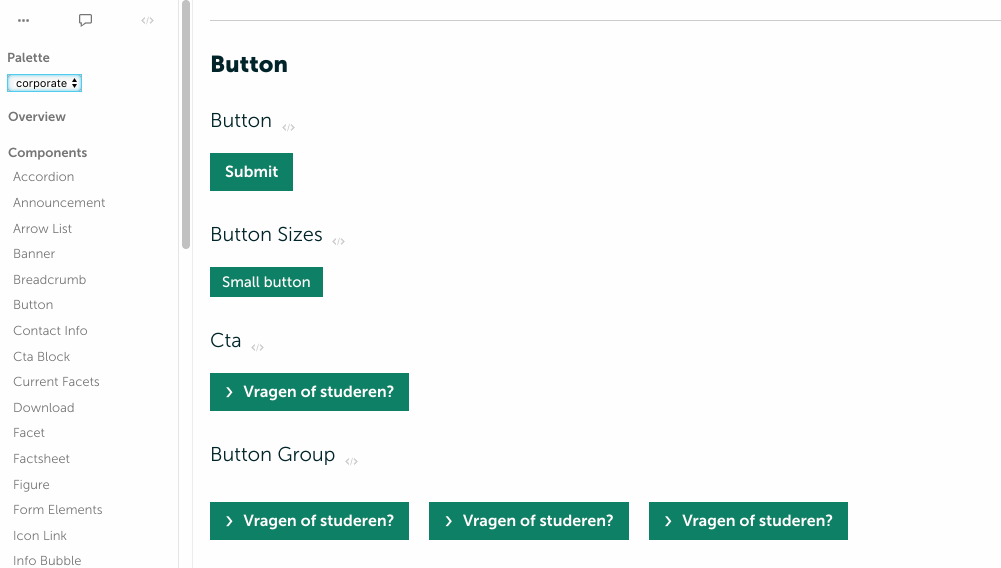 Palette
corporate
Overview
Components
Accordion
Announcement
Arrow List
Banner
Breadcrumb
Button
Contact Info
Cta Block
Current Facets
Download
Facet
Factsheet
Figure
Form Elements
Icon Link
Info Bubble
Button
Button </>
Submit
Button Sizes </>
Small button
Cta </>
Vragen of studeren?
Button Group </>
Vragen of studeren? Vragen of studeren? Vragen of studeren?